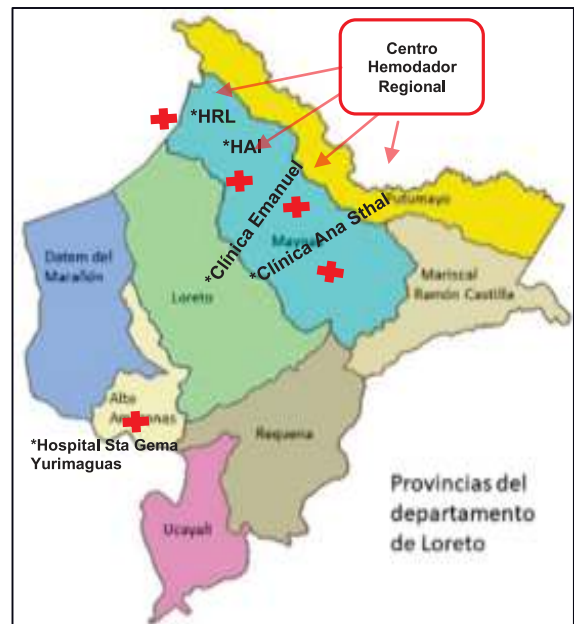 Centro
Hemodador
Regional
*HRL
*HAI
*Clínica Emanuel
*Clínica Ana Sthal
Putumayo
Maynas
Datem del
Marañón
Mariscal
Ramón Castilla
Loreto
Alto
Amazonas
*Hospital Sta Gema
Yurimaguas
Requena
Ucayali
Provincias del
departamento
de Loreto